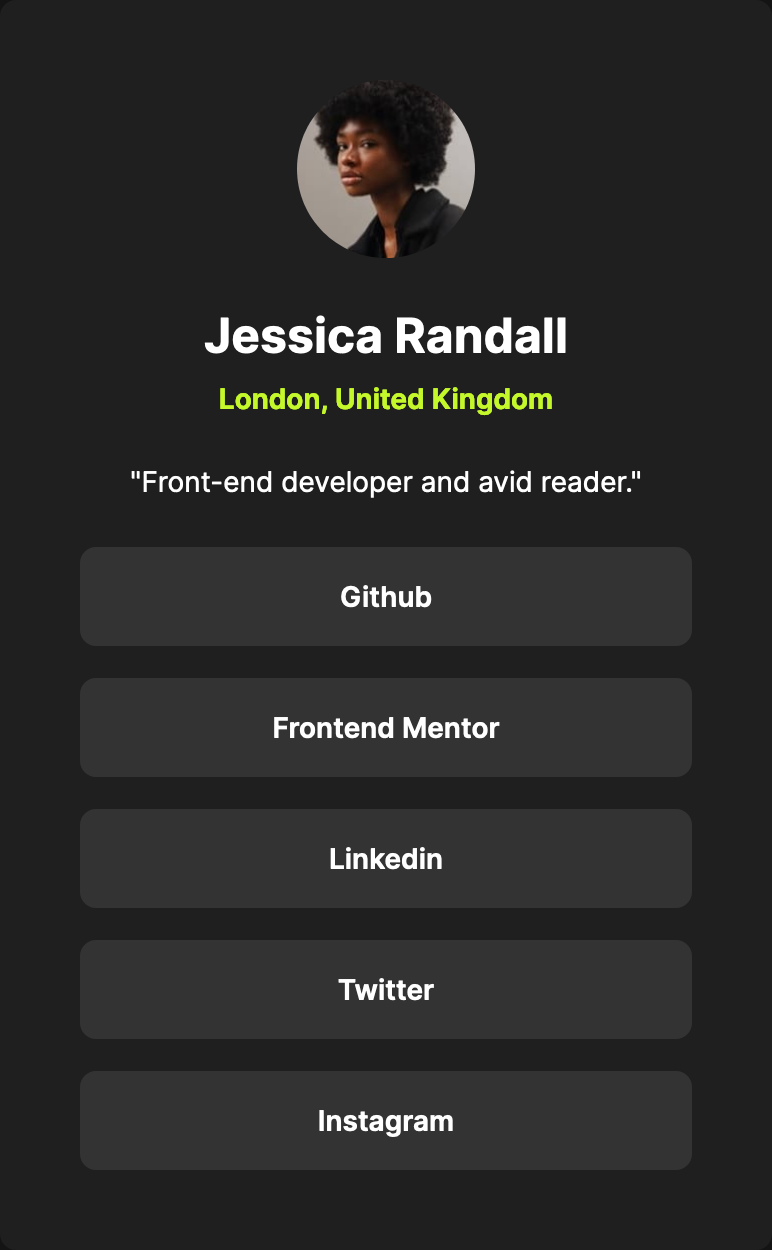 Jessica Randall
London, United Kingdom
"Front-end developer and avid reader."
Github
Frontend Mentor
Linkedin
Twitter
Instagram